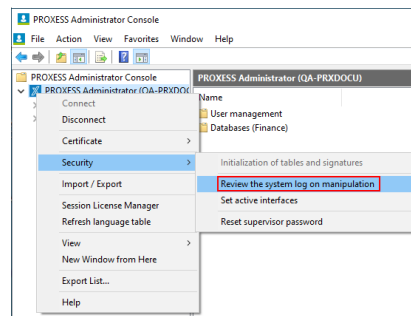 PROXESS Administrator Console
File Action View Favorites Window Help
PROXESS Administrator Console
PROXESS Administrator (QA-PRXDOCU)
PROXESS Administrator (QA-PRXDOC
Name
Connect
User management
Disconnect
Databases (Finance)
Certificate
Security
Initialization of tables and signatures
Import / Export
Review the system log on manipulation
Session License Manager
Set active interfaces
Refresh language table
Reset supervisor password
View
New Window from Here
Export List...
Help